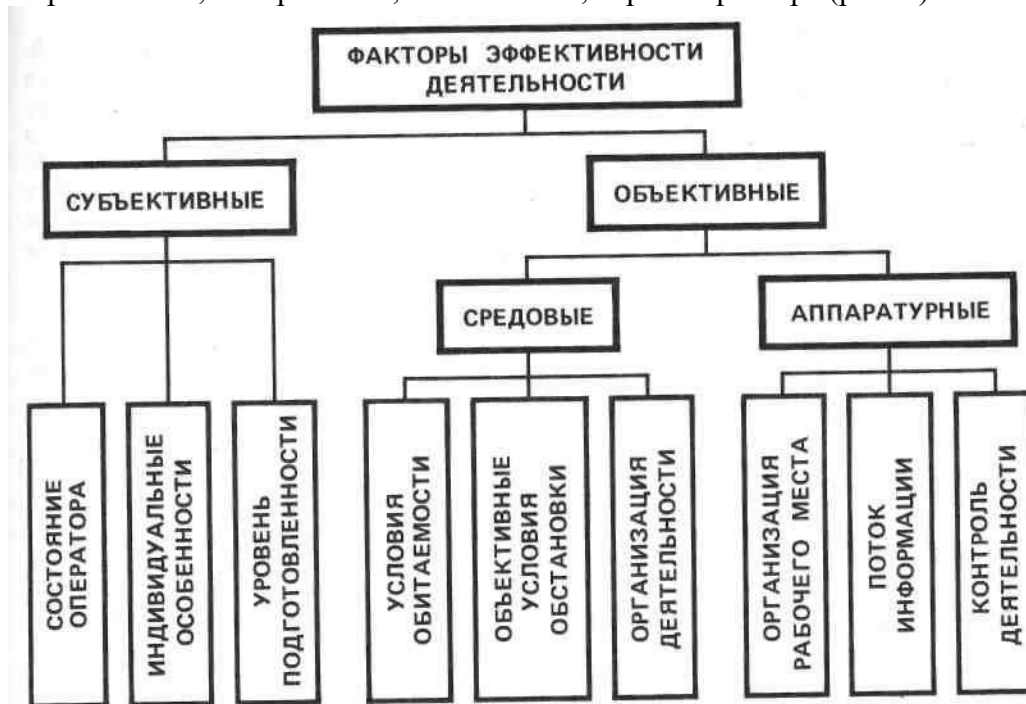 ФАКТОРЫ ЭФФЕКТИВНОСТИ
ДЕЯТЕЛЬНОСТИ
СУБЪЕКТИВНЫЕ
ОБЪЕКТИВНЫЕ
СРЕДОВЫЕ
АППАРАТУРНЫЕ
СОСТОЯНИЕ
ОПЕРАТОРА
ИНДИВИДУАЛЬНЫЕ
ОСОБЕННОСТИ
УРОВЕНЬ
ПОДГОТОВЛЕННОСТИ
УСЛОВИЯ
ОБИТАЕМОСТИ
ОБЪЕКТИВНЫЕ
УСЛОВИЯ
ОБСТАНОВКИ
ОРГАНИЗАЦИЯ
ДЕЯТЕЛЬНОСТИ
ОРГАНИЗАЦИЯ
РАБОЧЕГО МЕСТА
ПОТОК
ИНФОРМАЦИИ
КОНТРОЛЬ
ДЕЯТЕЛЬНОСТИ